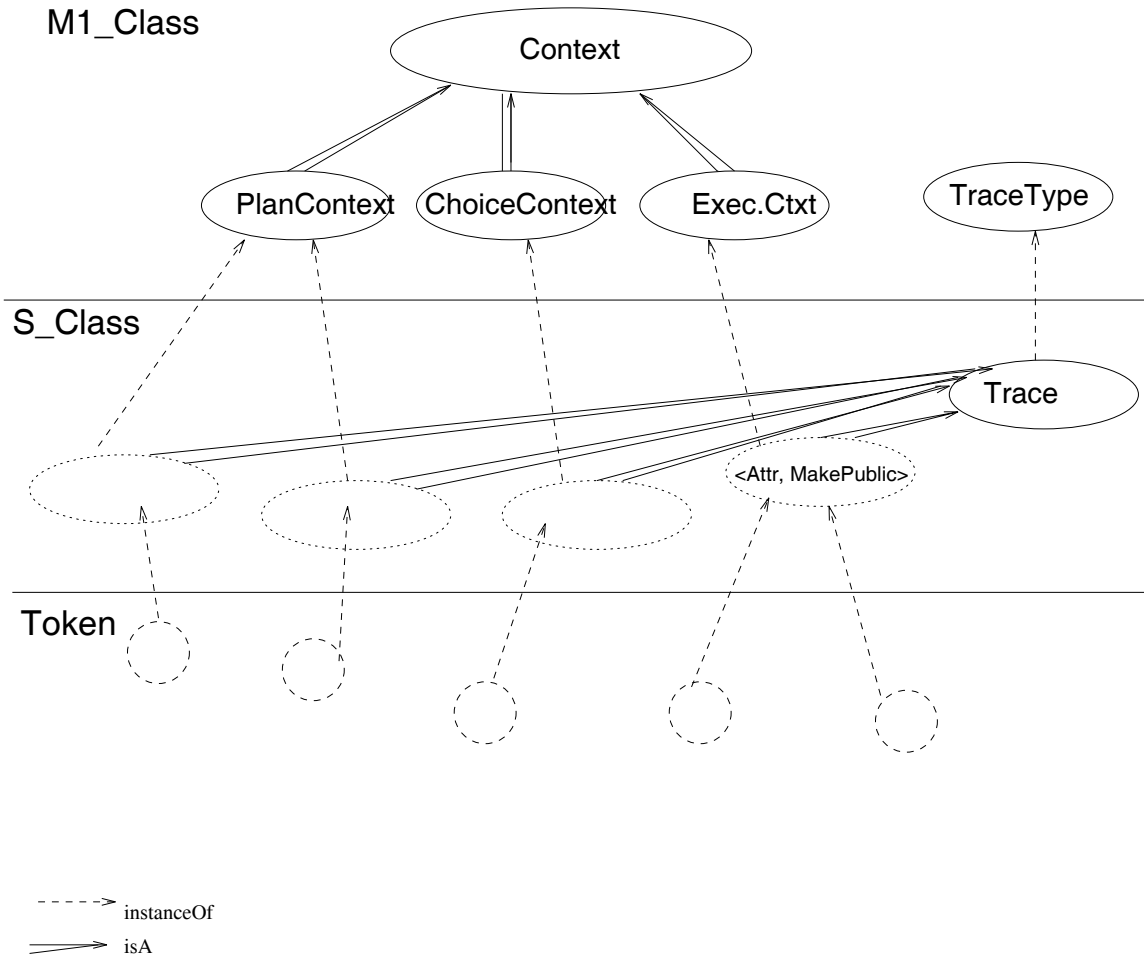 M1_Class
Context
PlanContext
ChoiceContext
Exec.Ctxt
TraceType
S_Class
Trace
<Attr, MakePublic>
Token
instanceOf
isA